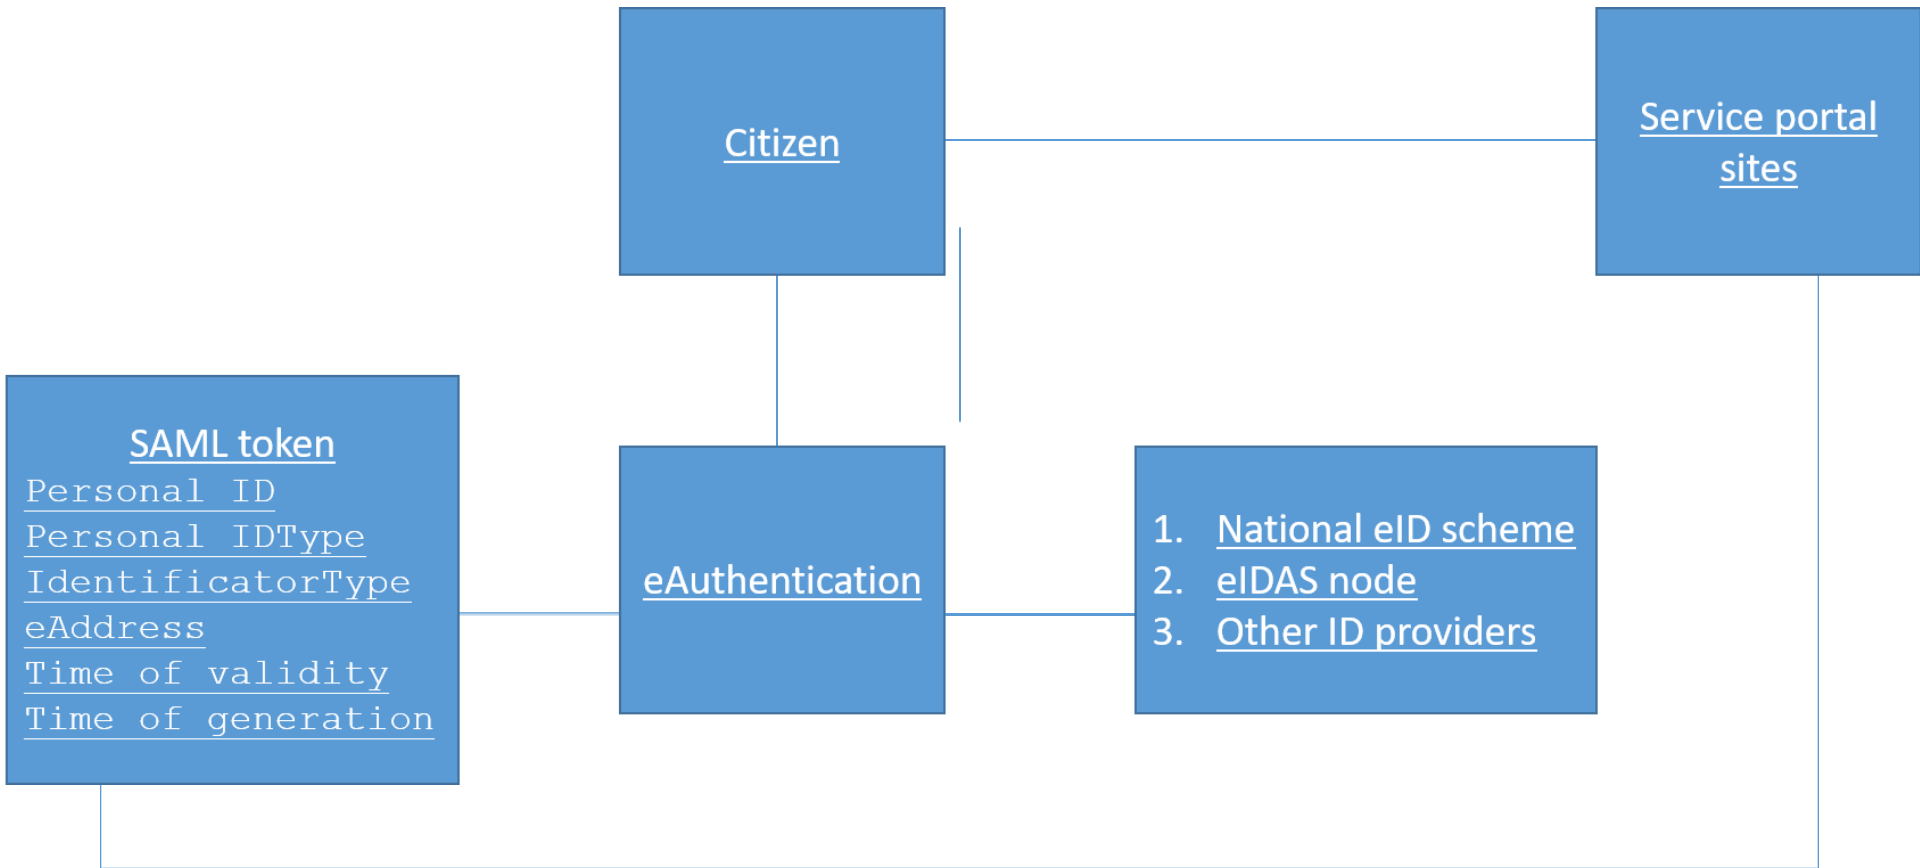 Citizen
Service portal
sites
SAML token
Personal ID
Personal IDType
IdentificatorType
eAddress
Time of validity
Time of generation
eAuthentication
1. National eID scheme
2. eIDAS node
3. Other ID providers